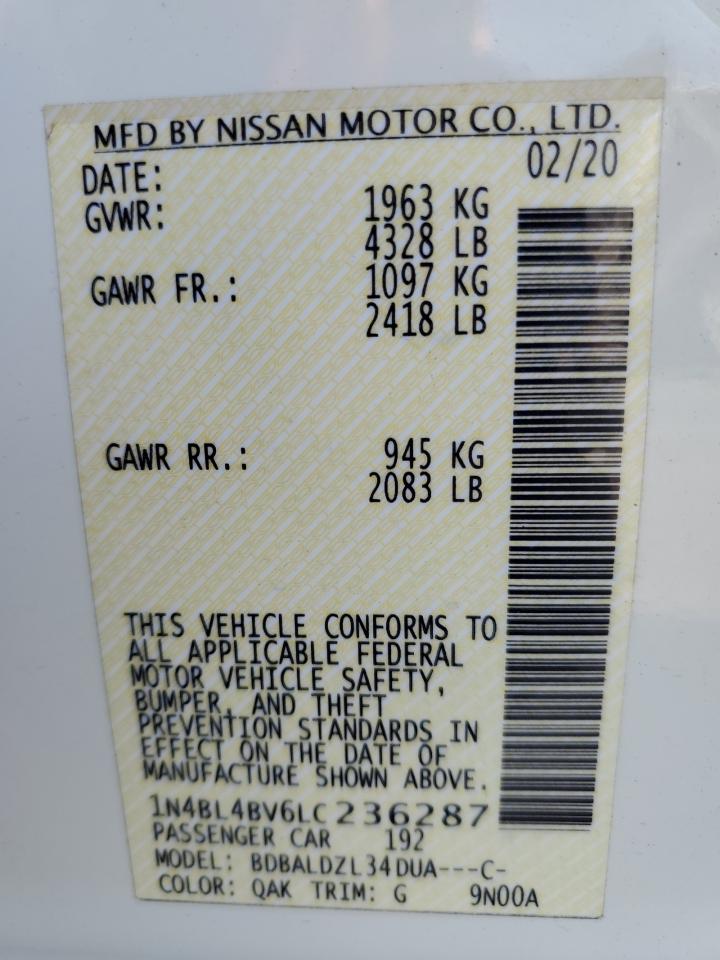 MFD BY NISSAN MOTOR CO., LTD.
DATE: 02/20
GVWR: 1963 KG
4328 LB
GAWR FR.: 1097 KG
2418 LB
GAWR RR.: 945 KG
2083 LB
THIS VEHICLE CONFORMS TO
ALL APPLICABLE FEDERAL
MOTOR VEHICLE SAFETY,
BUMPER, AND THEFT
PREVENTION STANDARDS IN
EFFECT ON THE DATE OF
MANUFACTURE SHOWN ABOVE.
1N4BL4BV6LC236287
PASSENGER CAR 192
MODEL: BDBALDZL34DUA---C-
COLOR: QAK TRIM: G 9N00A